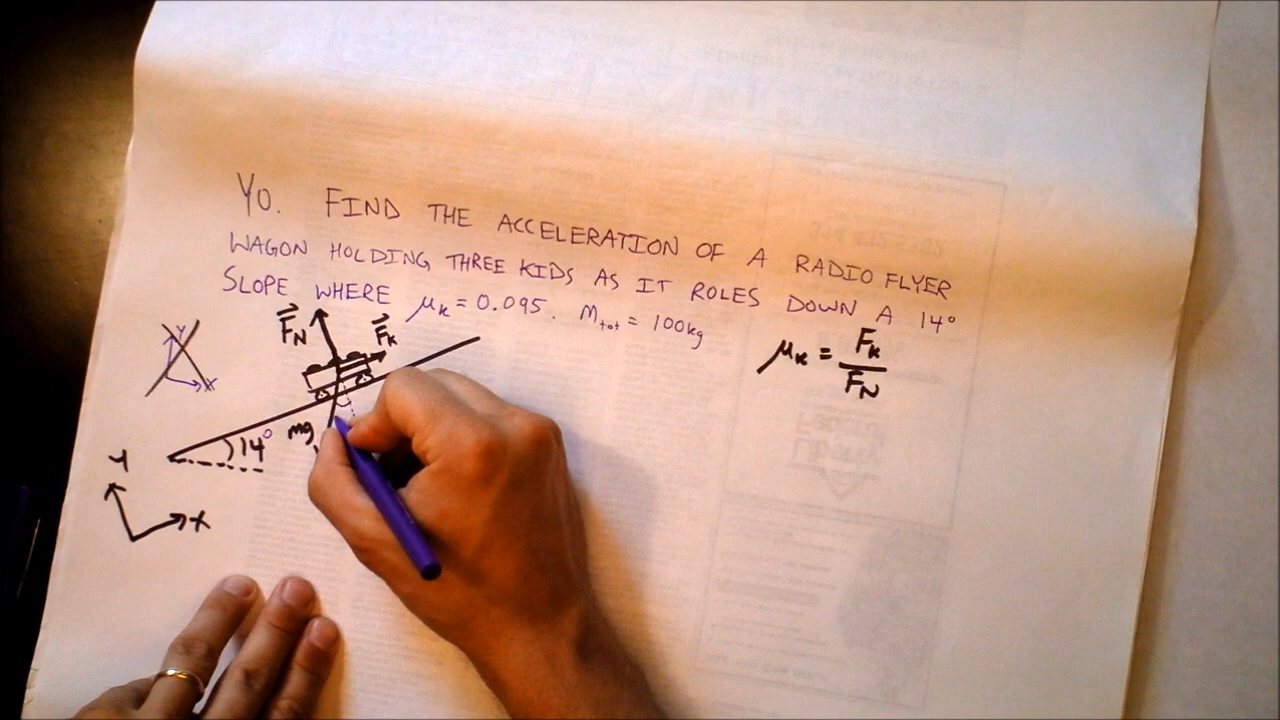 YO. FIND THE ACCELERATION OF A RADIO FLYER
WAGON HOLDING THREE KIDS AS IT ROLES DOWN A 14°
SLOPE WHERE μk = 0.095. Mtot = 100kg
FN
Fk
μk = Fk / FN
Y
X
mg
14°
Y
X